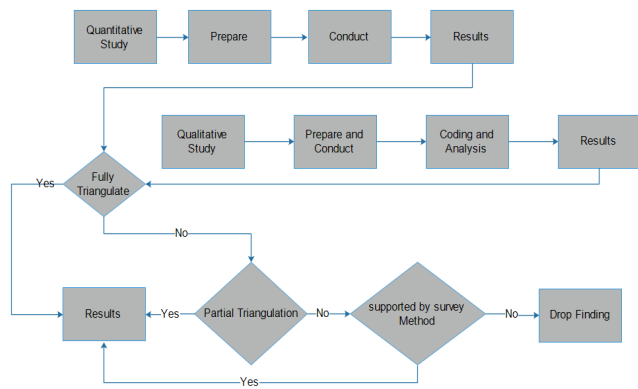 Quantitative
Study
Prepare
Conduct
Results
Qualitative
Study
Prepare and
Conduct
Coding and
Analysis
Results
Fully
Triangulate
Yes
No
Results
Yes
Partial Triangulation
No
supported by survey
Method
No
Drop Finding
Yes